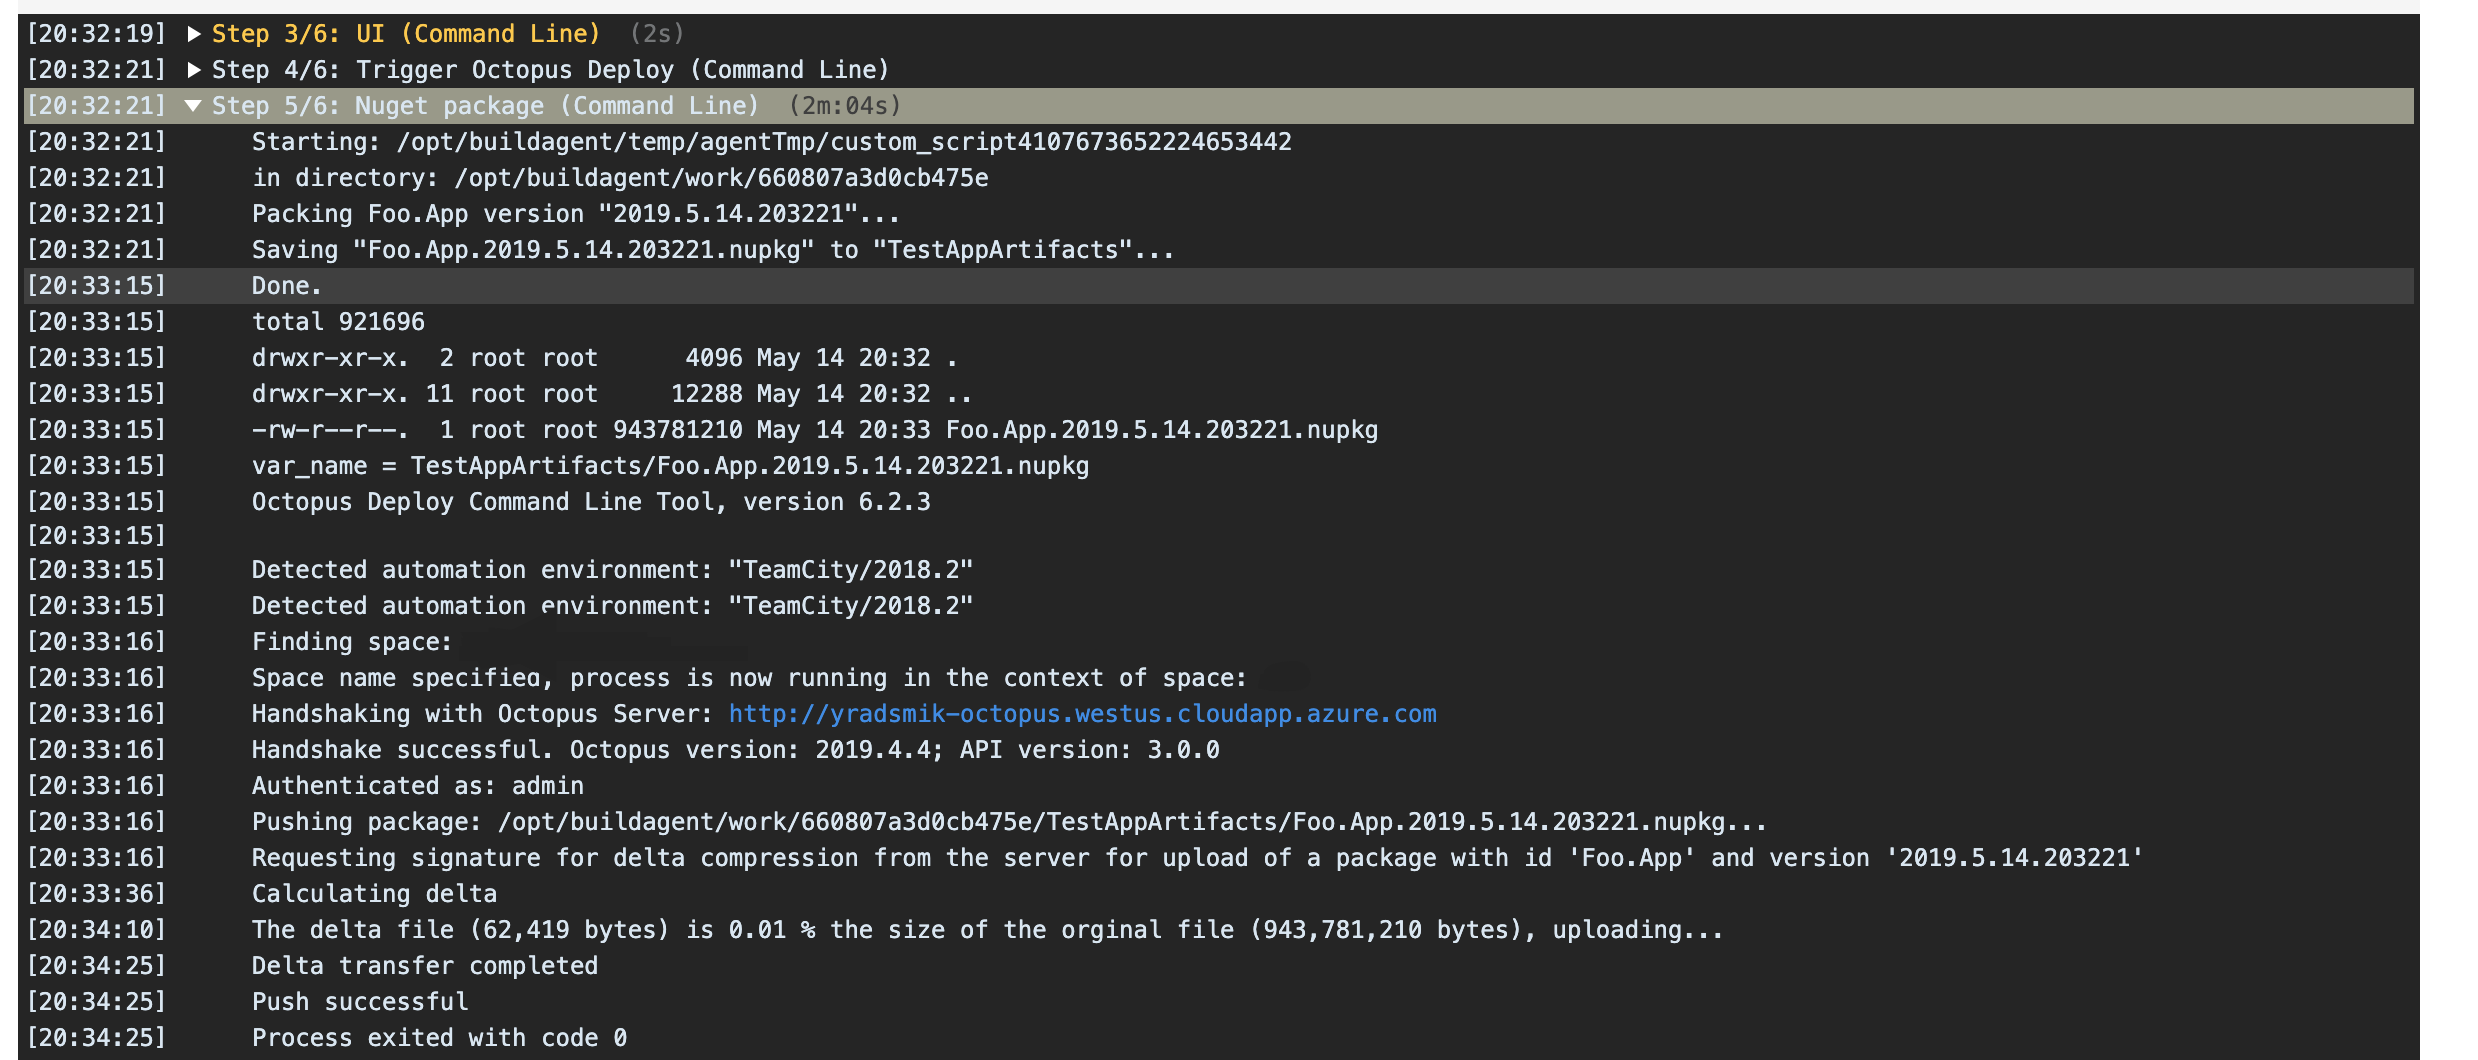 [20:32:19] ▶ Step 3/6: UI (Command Line) (2s)
[20:32:21] ▶ Step 4/6: Trigger Octopus Deploy (Command Line)
[20:32:21] ▼ Step 5/6: Nuget package (Command Line) (2m:04s)
[20:32:21] Starting: /opt/buildagent/temp/agentTmp/custom_script4107673652224653442
[20:32:21] in directory: /opt/buildagent/work/660807a3d0cb475e
[20:32:21] Packing Foo.App version "2019.5.14.203221"...
[20:32:21] Saving "Foo.App.2019.5.14.203221.nupkg" to "TestAppArtifacts"...
[20:33:15] Done.
[20:33:15] total 921696
[20:33:15] drwxr-xr-x.  2 root root      4096 May 14 20:32 .
[20:33:15] drwxr-xr-x. 11 root root     12288 May 14 20:32 ..
[20:33:15] -rw-r--r--.  1 root root 943781210 May 14 20:33 Foo.App.2019.5.14.203221.nupkg
[20:33:15] var_name = TestAppArtifacts/Foo.App.2019.5.14.203221.nupkg
[20:33:15] Octopus Deploy Command Line Tool, version 6.2.3
[20:33:15]
[20:33:15] Detected automation environment: "TeamCity/2018.2"
[20:33:15] Detected automation environment: "TeamCity/2018.2"
[20:33:16] Finding space:
[20:33:16] Space name specified, process is now running in the context of space:
[20:33:16] Handshaking with Octopus Server: http://yradsmik-octopus.westus.cloudapp.azure.com
[20:33:16] Handshake successful. Octopus version: 2019.4.4; API version: 3.0.0
[20:33:16] Authenticated as: admin
[20:33:16] Pushing package: /opt/buildagent/work/660807a3d0cb475e/TestAppArtifacts/Foo.App.2019.5.14.203221.nupkg...
[20:33:16] Requesting signature for delta compression from the server for upload of a package with id 'Foo.App' and version '2019.5.14.203221'
[20:33:36] Calculating delta
[20:34:10] The delta file (62,419 bytes) is 0.01 % the size of the orginal file (943,781,210 bytes), uploading...
[20:34:25] Delta transfer completed
[20:34:25] Push successful
[20:34:25] Process exited with code 0